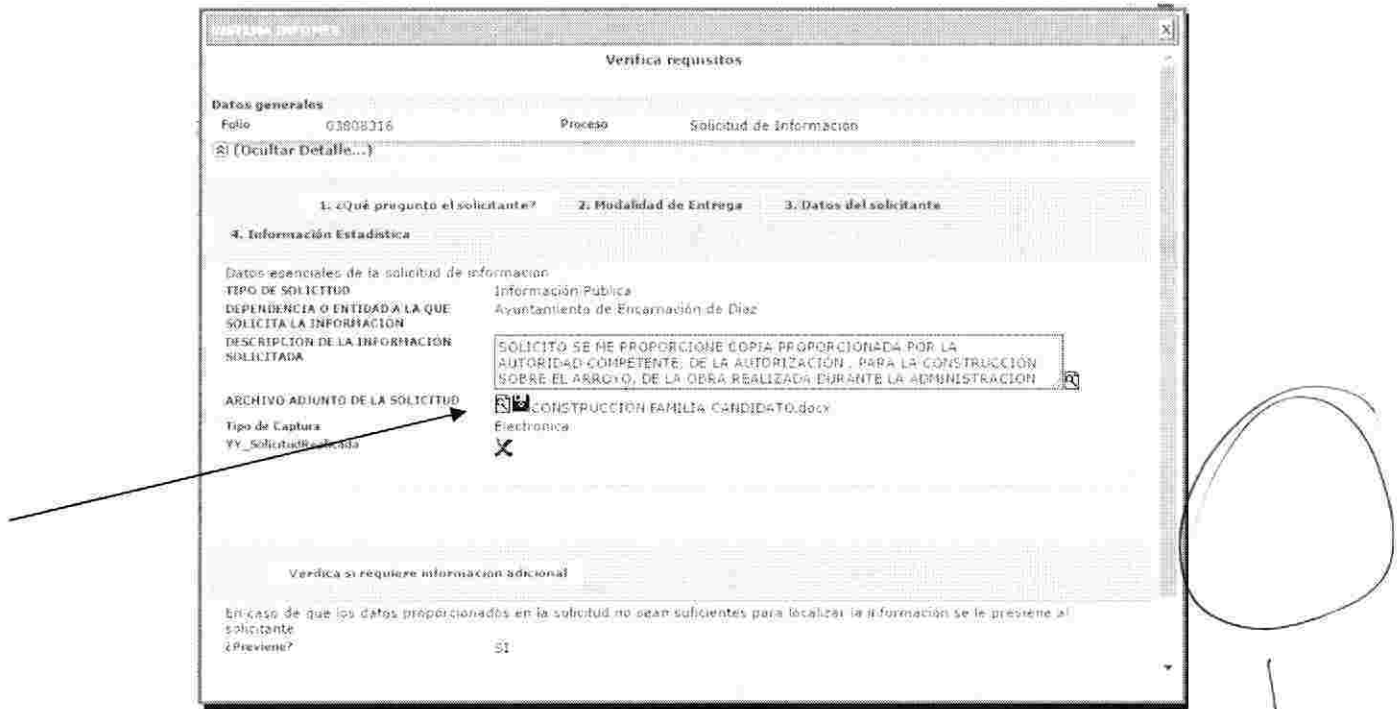 SISTEMA INFOMEX
Verifica requisitos
Datos generales
Folio 03808316 Proceso Solicitud de Información
(Ocultar Detalle...)
1. ¿Qué pregunto el solicitante? 2. Modalidad de Entrega 3. Datos del solicitante
4. Información Estadística
Datos esenciales de la solicitud de información
TIPO DE SOLICITUD Información Pública
DEPENDENCIA O ENTIDAD A LA QUE Ayuntamiento de Encarnación de Díaz
SOLICITA LA INFORMACIÓN
DESCRIPCIÓN DE LA INFORMACIÓN SOLICITO SE ME PROPORCIONE COPIA PROPORCIONADA POR LA
SOLICITADA AUTORIDAD COMPETENTE, DE LA AUTORIZACIÓN , PARA LA CONSTRUCCIÓN
SOBRE EL ARROYO, DE LA OBRA REALIZADA DURANTE LA ADMINISTRACION
ARCHIVO ADJUNTO DE LA SOLICITUD CONSTRUCCION FAMILIA CANDIDATO.docx
Tipo de Captura Electronica
YY_SolicitudRealizada
Verifica si requiere informacion adicional
En caso de que los datos proporcionados en la solicitud no sean suficientes para localizar la información se le previene al
solicitante
¿Previene? SI